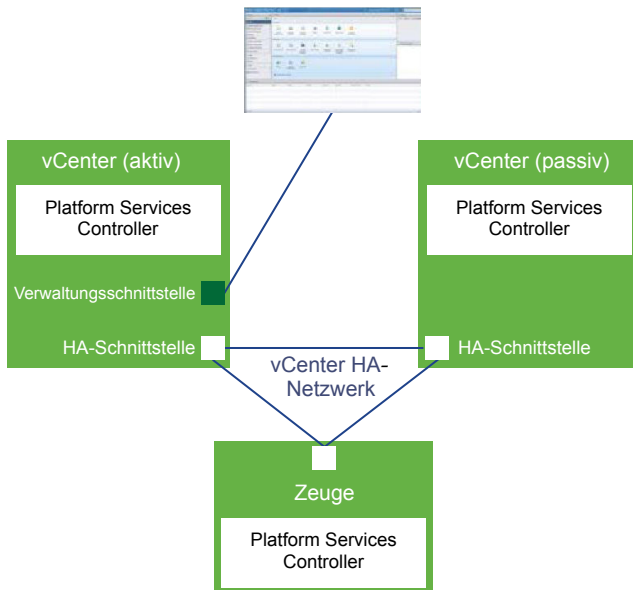 vCenter (aktiv)
Platform Services
Controller
Verwaltungsschnittstelle
HA-Schnittstelle
vCenter (passiv)
Platform Services
Controller
HA-Schnittstelle
vCenter HA-
Netzwerk
Zeuge
Platform Services
Controller